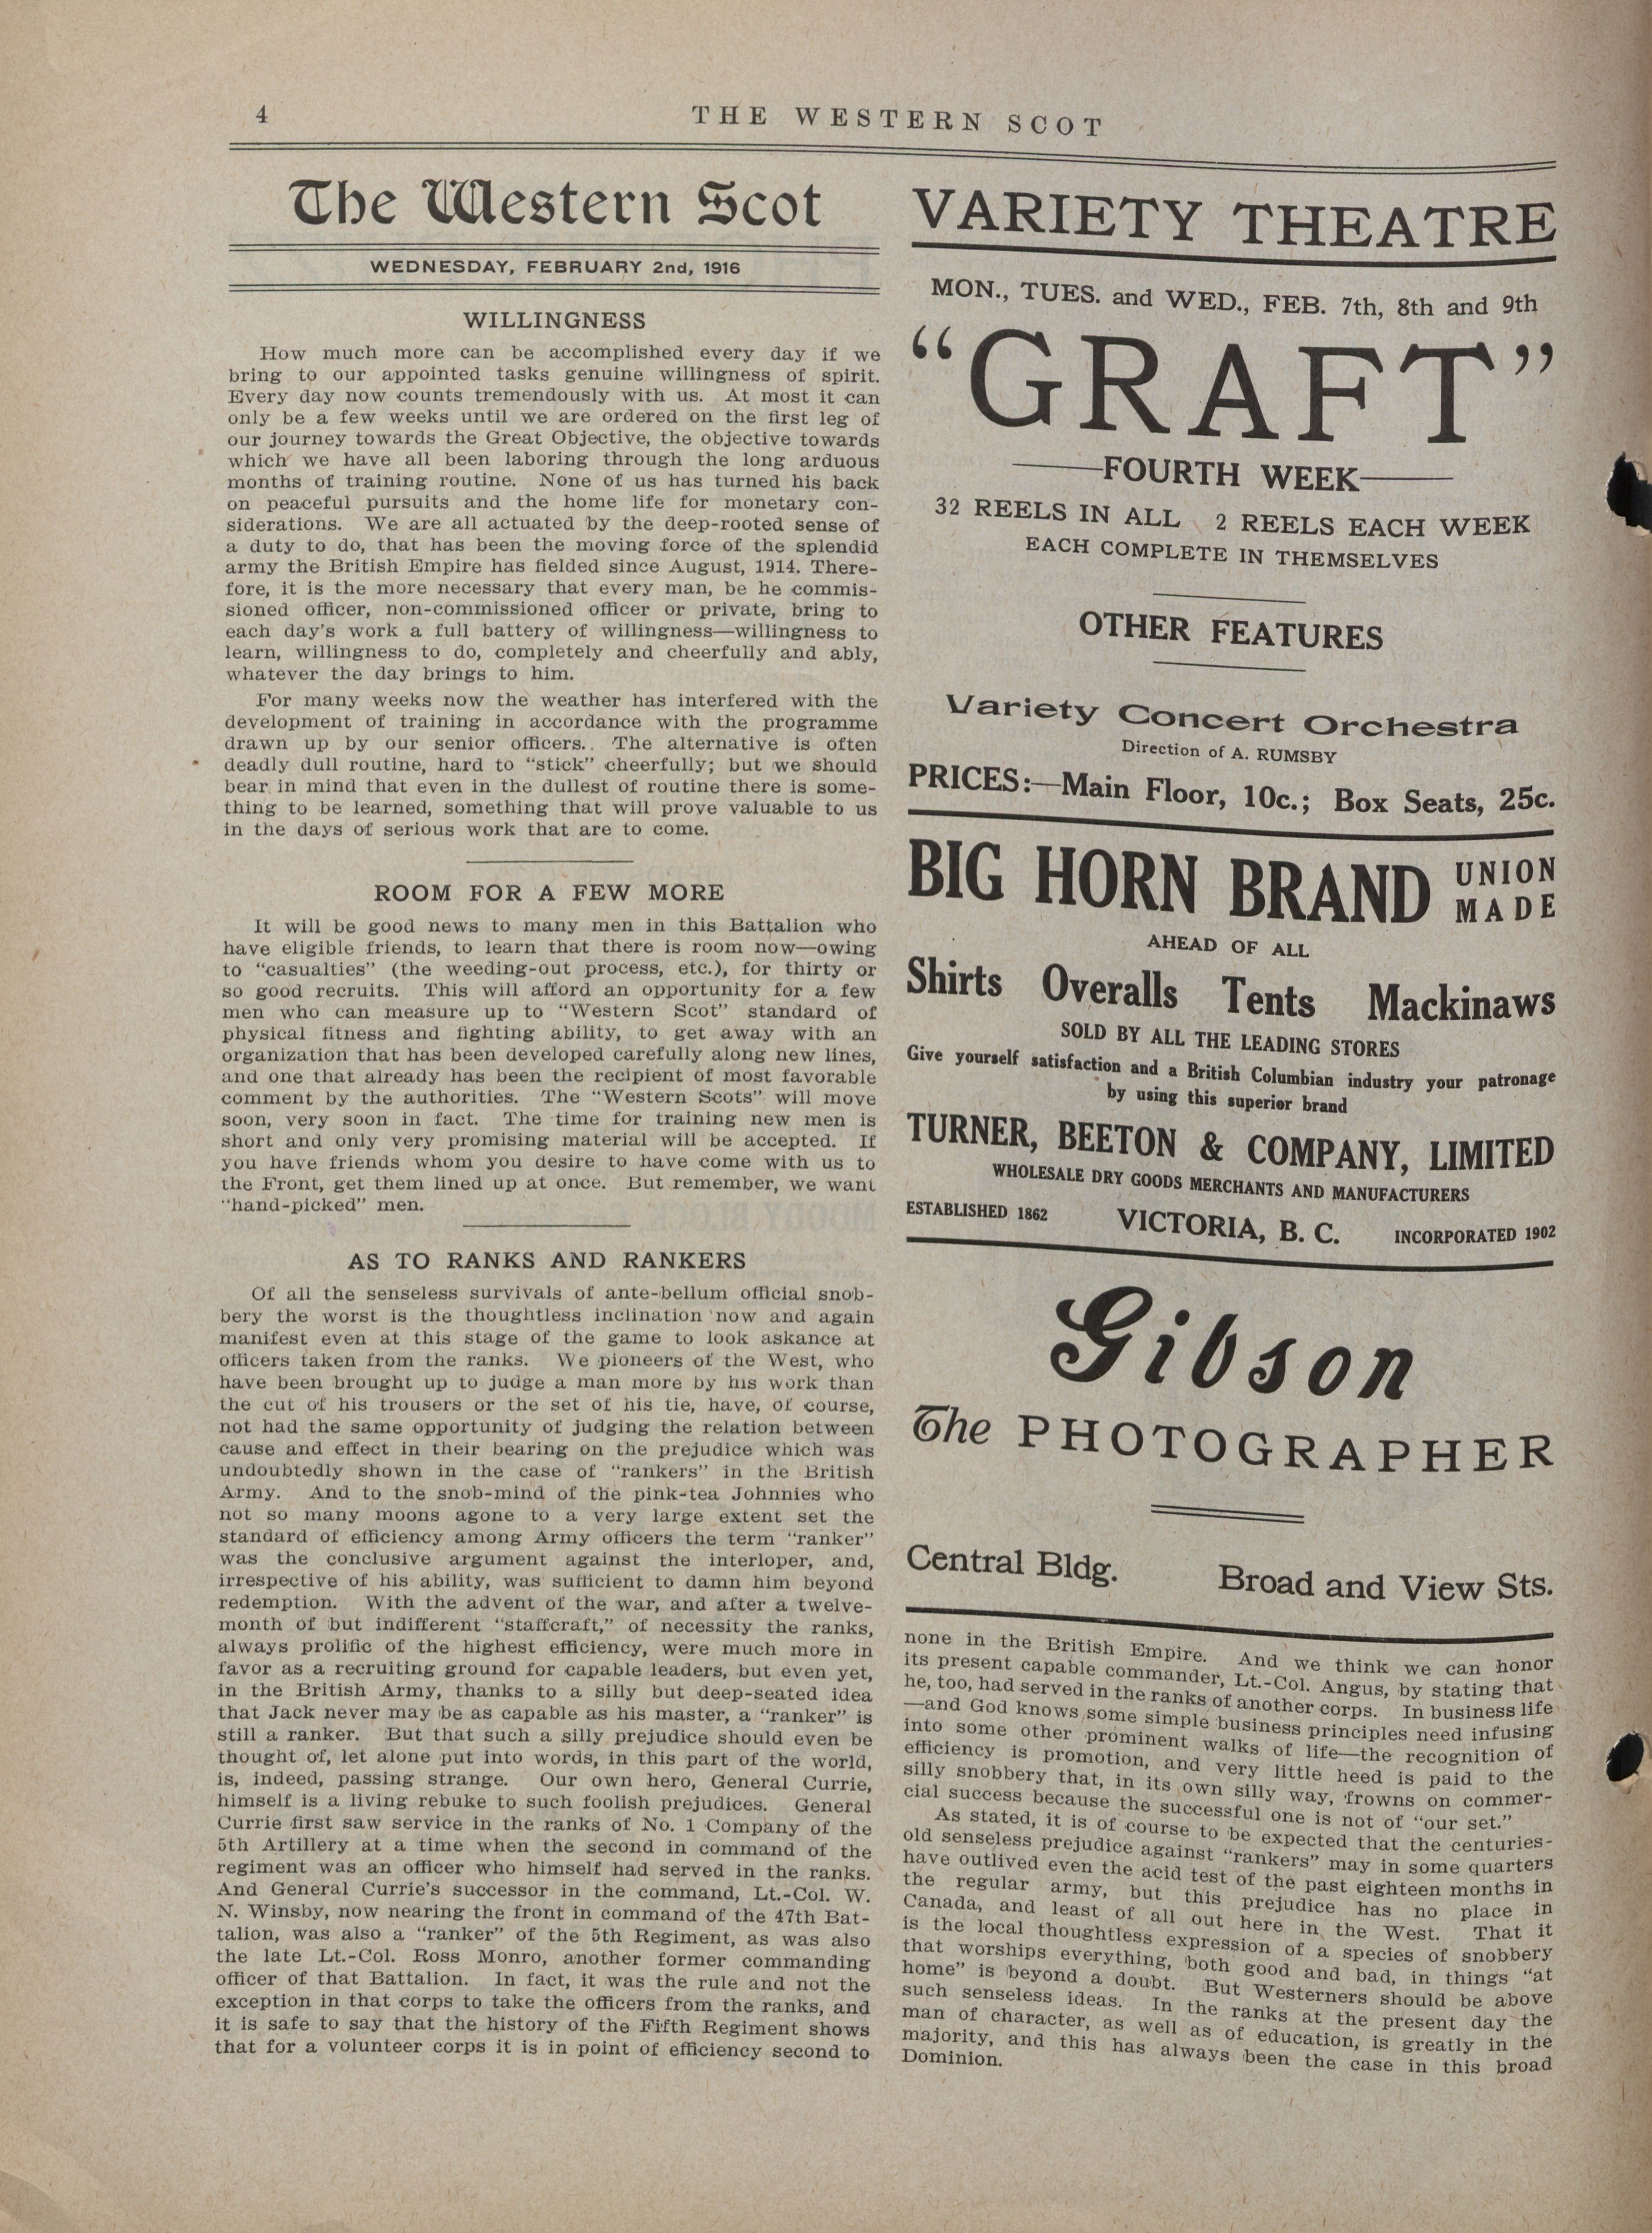 4
THE WESTERN SCOT
The Western Scot
WEDNESDAY, FEBRUARY 2nd, 1916
WILLINGNESS
How much more can be accomplished every day if we
bring to our appointed tasks genuine willingness of spirit.
Every day now counts tremendously with us. At most it can
only be a few weeks until we are ordered on the first leg of
our journey towards the Great Objective, the objective towards
which we have all been laboring through the long arduous
months of training routine. None of us has turned his back
on peaceful pursuits and the home life for monetary con-
siderations. We are all actuated by the deep-rooted sense of
a duty to do, that has been the moving force of the splendid
army the British Empire has fielded since August, 1914. There-
fore, it is the more necessary that every man, be he commis-
sioned officer, non-commissioned officer or private, bring to
each day's work a full battery of willingness—willingness to
learn, willingness to do, completely and cheerfully and ably,
whatever the day brings to him.
For many weeks now the weather has interfered with the
development of training in accordance with the programme
drawn up by our senior officers.. The alternative is often
deadly dull routine, hard to "stick" cheerfully; but we should
bear in mind that even in the dullest of routine there is some-
thing to be learned, something that will prove valuable to us
in the days of serious work that are to come.
ROOM FOR A FEW MORE
It will be good news to many men in this Battalion who
have eligible friends, to learn that there is room now—owing
to "casualties" (the weeding-out process, etc.), for thirty or
so good recruits. This will afford an opportunity for a few
men who can measure up to "Western Scot" standard of
physical fitness and fighting ability, to get away with an
organization that has been developed carefully along new lines,
and one that already has been the recipient of most favorable
comment by the authorities. The "Western Scots" will move
soon, very soon in fact. The time for training new men is
short and only very promising material will be accepted. If
you have friends whom you desire to have come with us to
the Front, get them lined up at once. But remember, we want
"hand-picked" men.
AS TO RANKS AND RANKERS
Of all the senseless survivals of ante-bellum official snob-
bery the worst is the thoughtless inclination now and again
manifest even at this stage of the game to look askance at
officers taken from the ranks. We pioneers of the West, who
have been brought up to judge a man more by his work than
the cut of his trousers or the set of his tie, have, of course,
not had the same opportunity of judging the relation between
cause and effect in their bearing on the prejudice which was
undoubtedly shown in the case of "rankers" in the British
Army. And to the snob-mind of the pink-tea Johnnies who
not so many moons agone to a very large extent set the
standard of efficiency among Army officers the term "ranker"
was the conclusive argument against the interloper, and,
irrespective of his ability, was sufficient to damn him beyond
redemption. With the advent of the war, and after a twelve-
month of but indifferent "staffcraft," of necessity the ranks,
always prolific of the highest efficiency, were much more in
favor as a recruiting ground for capable leaders, but even yet,
in the British Army, thanks to a silly but deep-seated idea
that Jack never may be as capable as his master, a "ranker" is
still a ranker. But that such a silly prejudice should even be
thought of, let alone put into words, in this part of the world,
is, indeed, passing strange. Our own hero, General Currie,
himself is a living rebuke to such foolish prejudices. General
Currie first saw service in the ranks of No. 1 Company of the
5th Artillery at a time when the second in command of the
regiment was an officer who himself had served in the ranks.
And General Currie's successor in the command, Lt.-Col. W.
N. Winsby, now nearing the front in command of the 47th Bat-
talion, was also a "ranker" of the 5th Regiment, as was also
the late Lt.-Col. Ross Monro, another former commanding
officer of that Battalion. In fact, it was the rule and not the
exception in that corps to take the officers from the ranks, and
it is safe to say that the history of the Fifth Regiment shows
that for a volunteer corps it is in point of efficiency second to
VARIETY THEATRE
MON., TUES. and WED., FEB. 7th, 8th and 9th
"GRAFT"
—FOURTH WEEK—
32 REELS IN ALL 2 REELS EACH WEEK
EACH COMPLETE IN THEMSELVES
OTHER FEATURES
Variety Concert Orchestra
Direction of A. RUMSBY
PRICES:—Main Floor, 10c.; Box Seats, 25c.
BIG HORN BRAND UNION MADE
AHEAD OF ALL
Shirts Overalls Tents Mackinaws
SOLD BY ALL THE LEADING STORES
Give yourself satisfaction and a British Columbian industry your patronage
by using this superior brand
TURNER, BEETON & COMPANY, LIMITED
WHOLESALE DRY GOODS MERCHANTS AND MANUFACTURERS
ESTABLISHED 1862 VICTORIA, B. C. INCORPORATED 1902
Gibson
The PHOTOGRAPHER
Central Bldg. Broad and View Sts.
none in the British Empire. And we think we can honor
its present capable commander, Lt.-Col. Angus, by stating that
he, too, had served in the ranks of another corps. In business life
—and God knows some simple business principles need infusing
into some other prominent walks of life—the recognition of
efficiency is promotion, and very little heed is paid to the
silly snobbery that, in its own silly way, frowns on commer-
cial success because the successful one is not of "our set."
As stated, it is of course to be expected that the centuries-
old senseless prejudice against "rankers" may in some quarters
have outlived even the acid test of the past eighteen months in
the regular army, but this prejudice has no place in
Canada, and least of all out here in the West. That it
is the local thoughtless expression of a species of snobbery
that worships everything, both good and bad, in things "at
home" is beyond a doubt. But Westerners should be above
such senseless ideas. In the ranks at the present day the
man of character, as well as of education, is greatly in the
majority, and this has always been the case in this broad
Dominion.